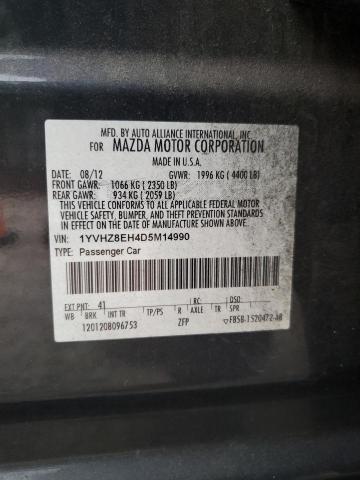 MFD. BY AUTO ALLIANCE INTERNATIONAL, INC.
FOR MAZDA MOTOR CORPORATION
MADE IN U.S.A.
DATE: 08/12 GVWR: 1996 KG (4400 LB)
FRONT GAWR: 1066 KG (2350 LB)
REAR GAWR: 934 KG (2059 LB)
THIS VEHICLE CONFORMS TO ALL APPLICABLE FEDERAL MOTOR
VEHICLE SAFETY, BUMPER, AND THEFT PREVENTION STANDARDS
IN EFFECT ON THE DATE OF MANUFACTURE SHOWN ABOVE.
VIN: 1YVHZ8EH4D5M14990
TYPE: Passenger Car
EXT PNT: 41 RC: DSO:
WB BRK INT TR TP/PS R AXLE TR SPR
1201208096753 ZFP F85B-1520472-AB